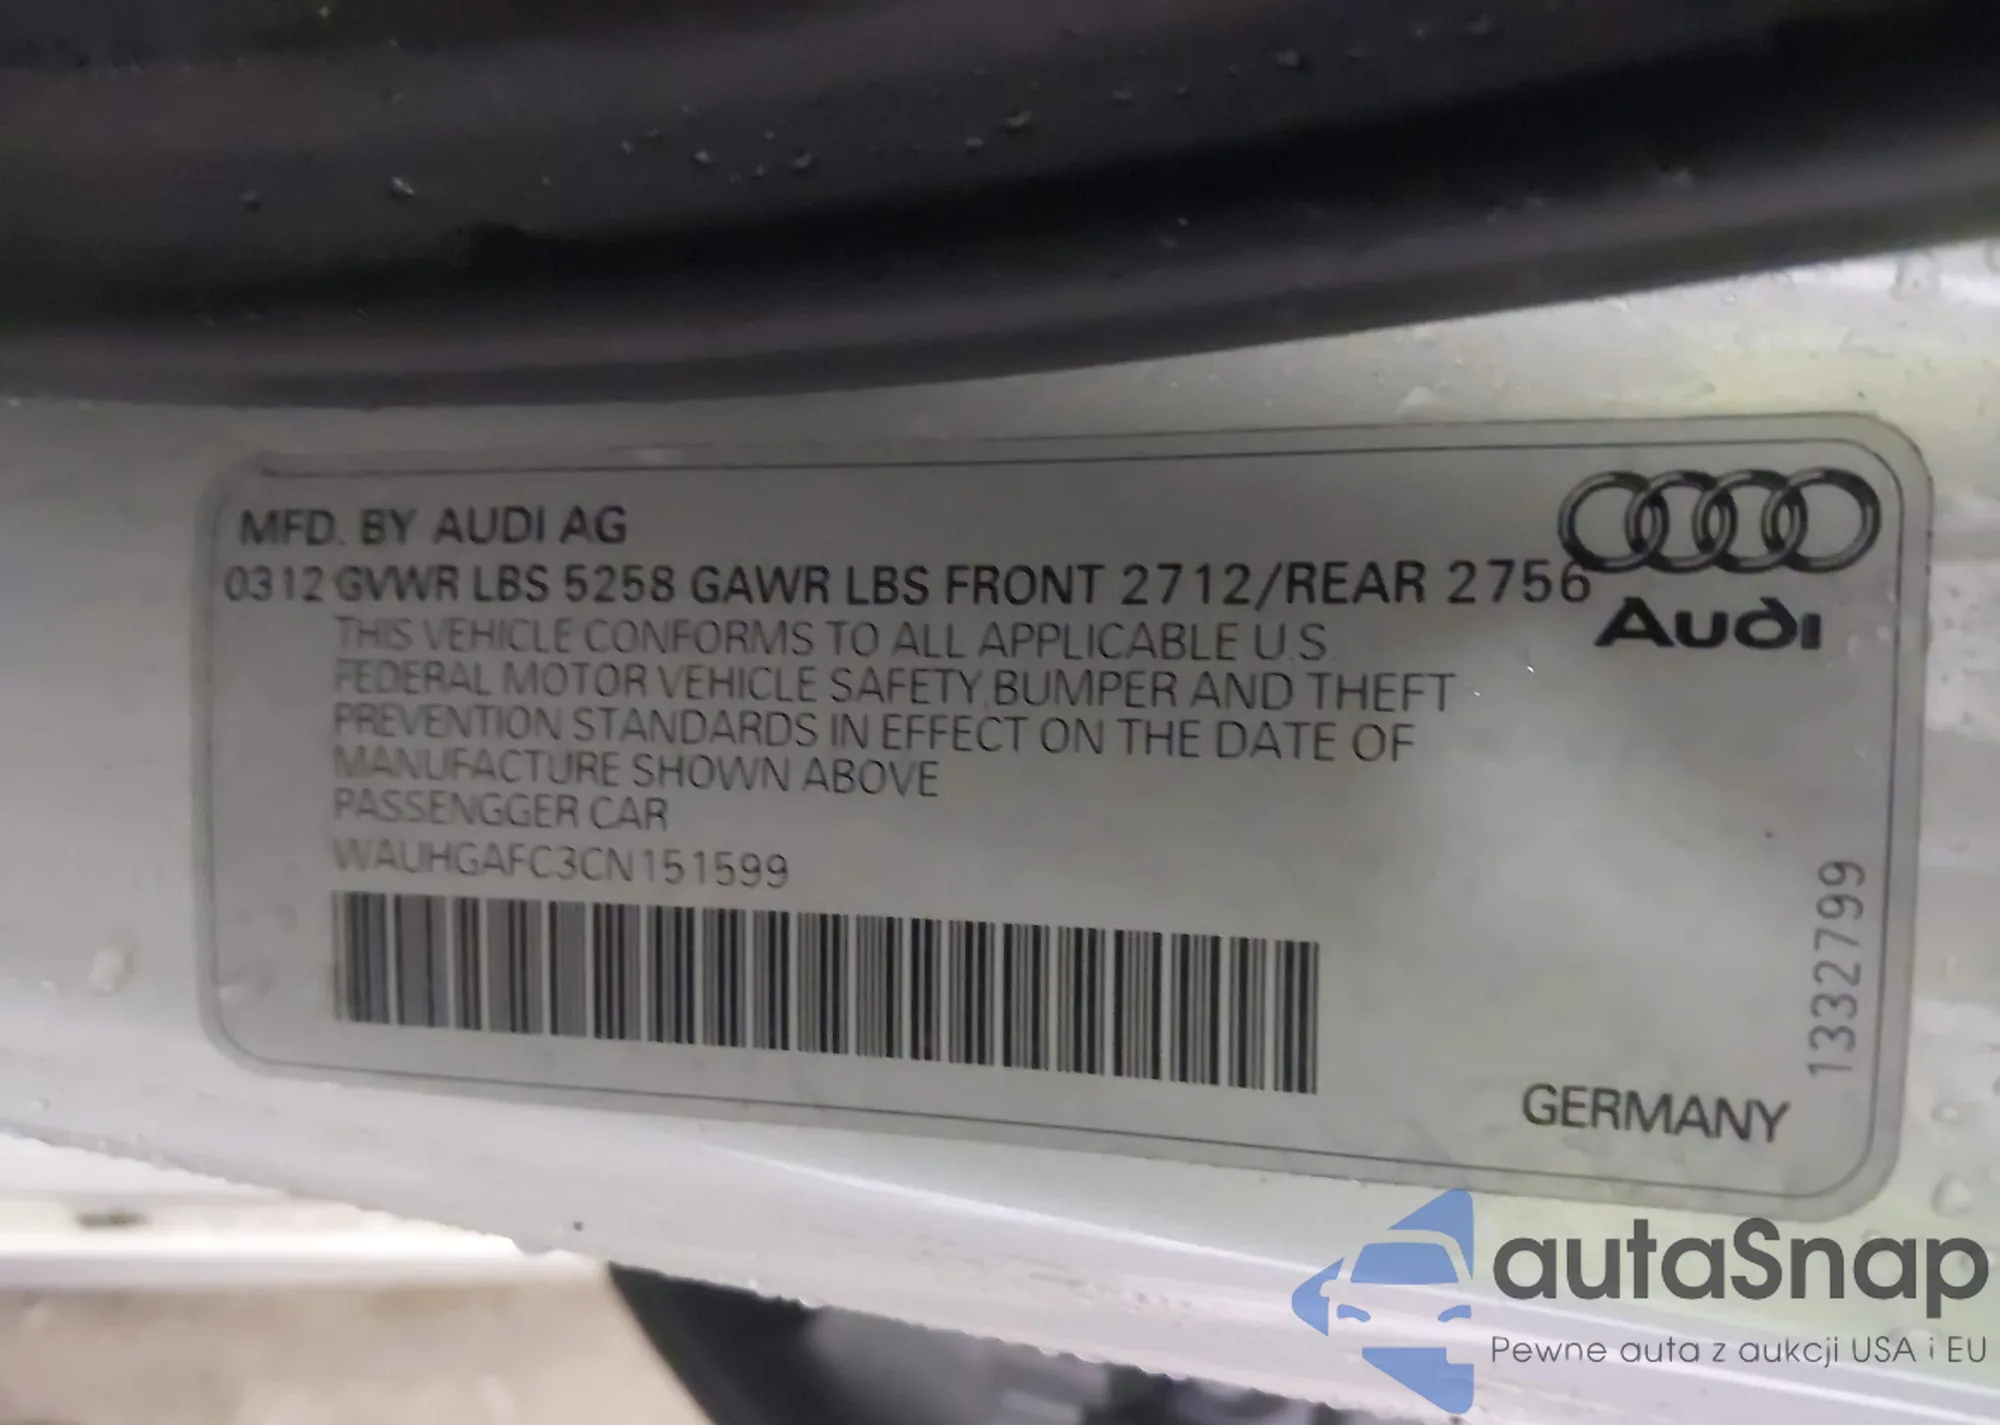 MFD. BY AUDI AG
0312 GVWR LBS 5258 GAWR LBS FRONT 2712/REAR 2756
Audi
THIS VEHICLE CONFORMS TO ALL APPLICABLE U.S.
FEDERAL MOTOR VEHICLE SAFETY, BUMPER AND THEFT
PREVENTION STANDARDS IN EFFECT ON THE DATE OF
MANUFACTURE SHOWN ABOVE
PASSENGGER CAR
WAUHGAFC3CN151599
1332799
GERMANY
autaSnap
Pewne auta z aukcji USA i EU